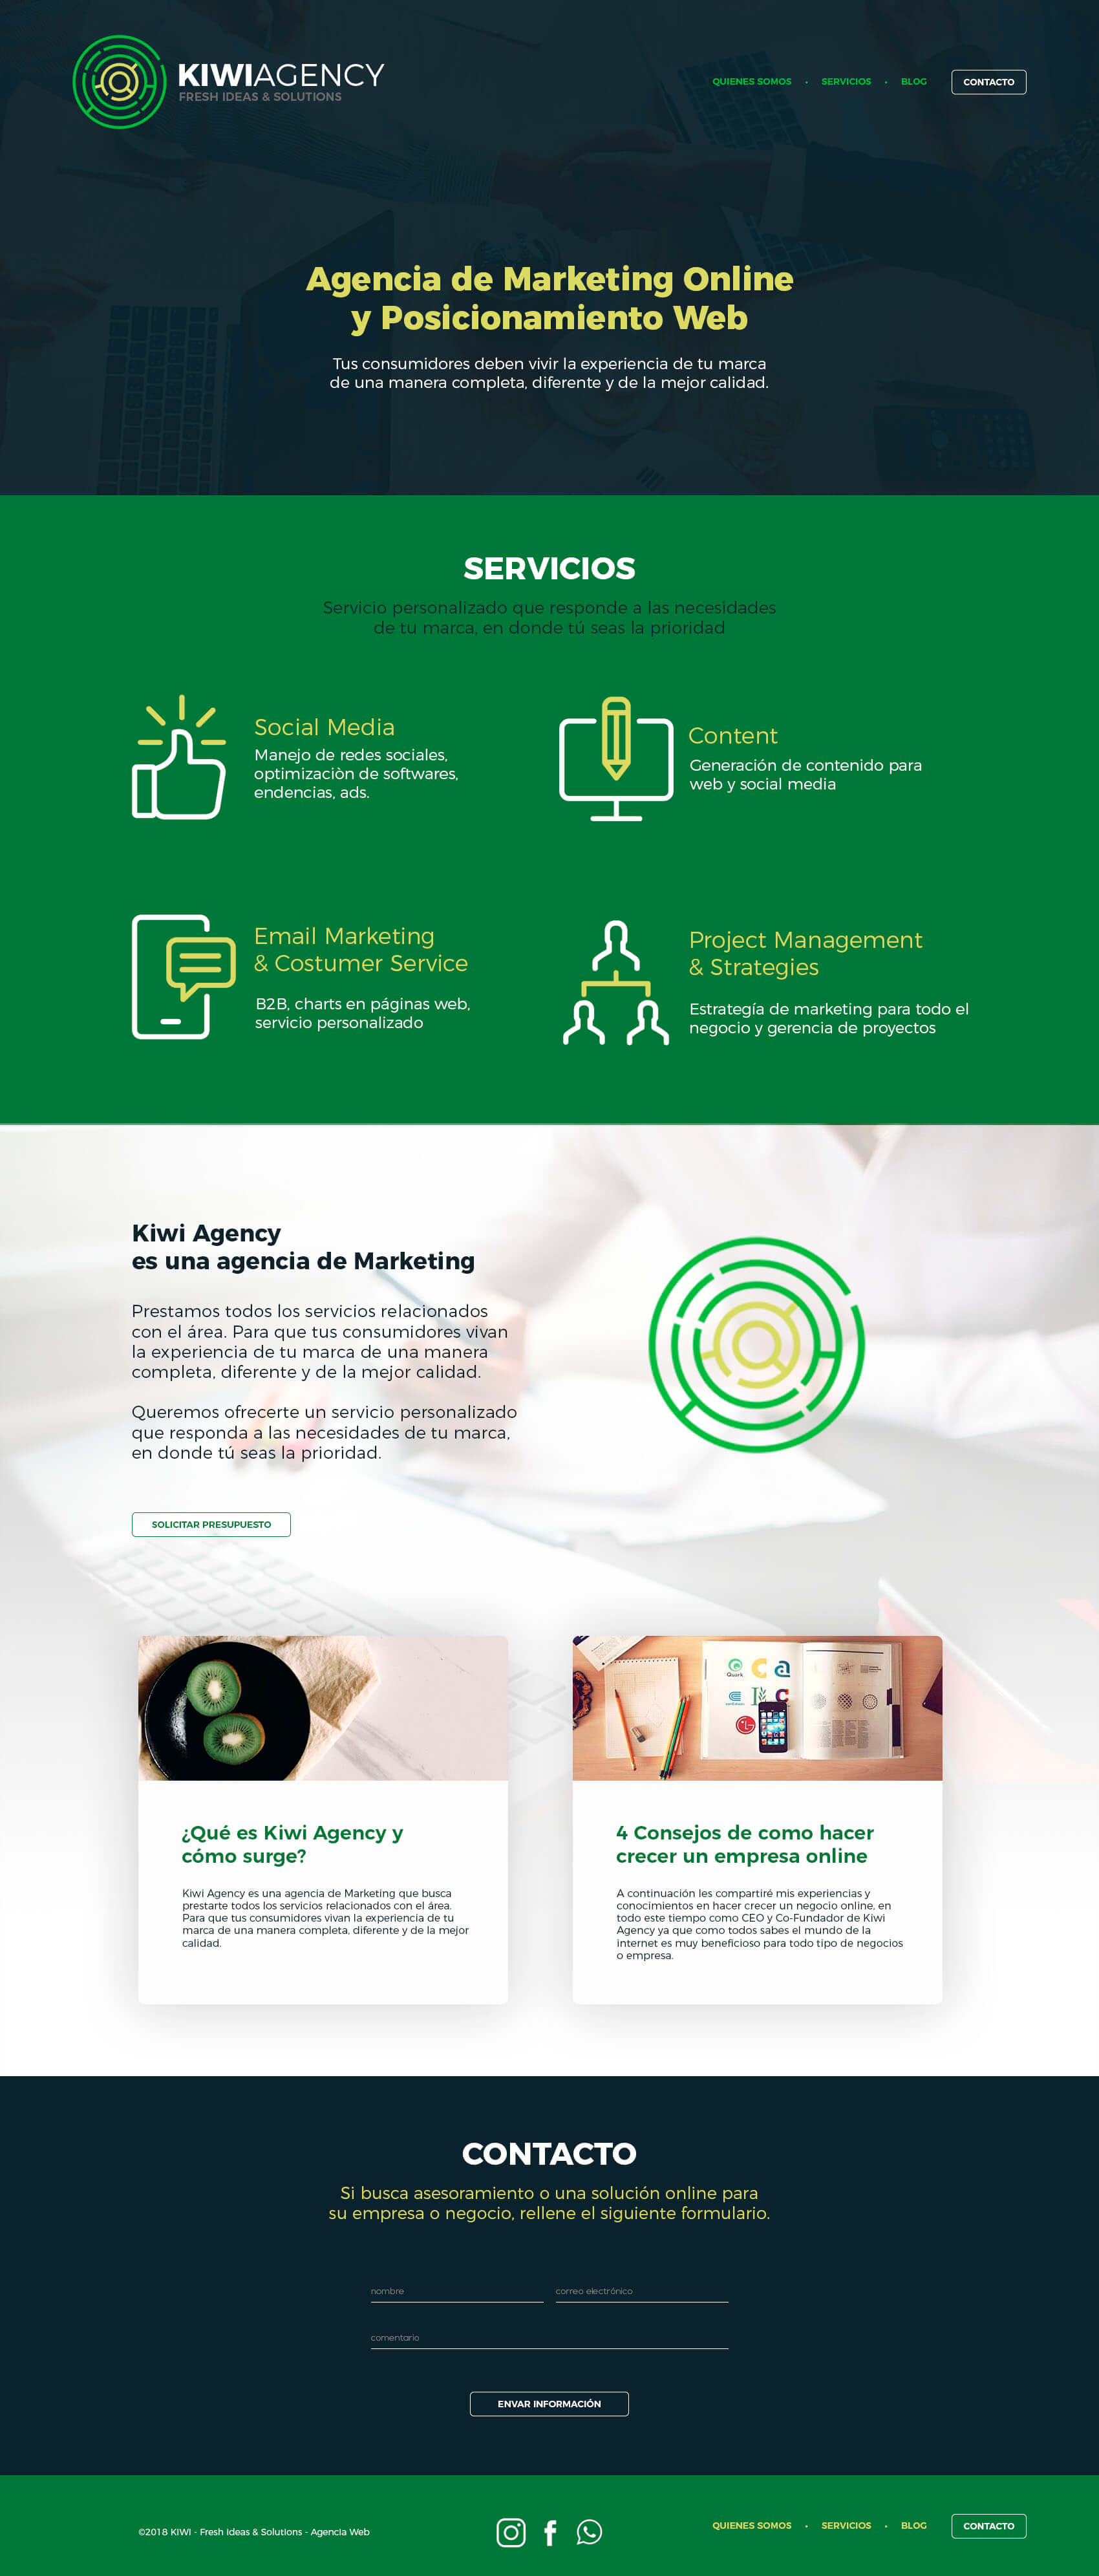 KIWIAGENCY
FRESH IDEAS & SOLUTIONS
QUIENES SOMOS • SERVICIOS • BLOG CONTACTO
Agencia de Marketing Online
y Posicionamiento Web
Tus consumidores deben vivir la experiencia de tu marca
de una manera completa, diferente y de la mejor calidad.
SERVICIOS
Servicio personalizado que responde a las necesidades
de tu marca, en donde tú seas la prioridad
Social Media
Manejo de redes sociales,
optimizaciòn de softwares,
endencias, ads.
Content
Generación de contenido para
web y social media
Email Marketing
& Costumer Service
B2B, charts en páginas web,
servicio personalizado
Project Management
& Strategies
Estrategía de marketing para todo el
negocio y gerencia de proyectos
Kiwi Agency
es una agencia de Marketing
Prestamos todos los servicios relacionados
con el área. Para que tus consumidores vivan
la experiencia de tu marca de una manera
completa, diferente y de la mejor calidad.
Queremos ofrecerte un servicio personalizado
que responda a las necesidades de tu marca,
en donde tú seas la prioridad.
SOLICITAR PRESUPUESTO
Quark
¿Qué es Kiwi Agency y
cómo surge?
Kiwi Agency es una agencia de Marketing que busca
prestarte todos los servicios relacionados con el área.
Para que tus consumidores vivan la experiencia de tu
marca de una manera completa, diferente y de la mejor
calidad.
4 Consejos de como hacer
crecer un empresa online
A continuación les compartiré mis experiencias y
conocimientos en hacer crecer un negocio online, en
todo este tiempo como CEO y Co-Fundador de Kiwi
Agency ya que como todos sabes el mundo de la
internet es muy beneficioso para todo tipo de negocios
o empresa.
CONTACTO
Si busca asesoramiento o una solución online para
su empresa o negocio, rellene el siguiente formulario.
nombre
correo electrónico
comentario
ENVAR INFORMACIÓN
©2018 KIWI - Fresh ideas & Solutions - Agencia Web
QUIENES SOMOS • SERVICIOS • BLOG CONTACTO